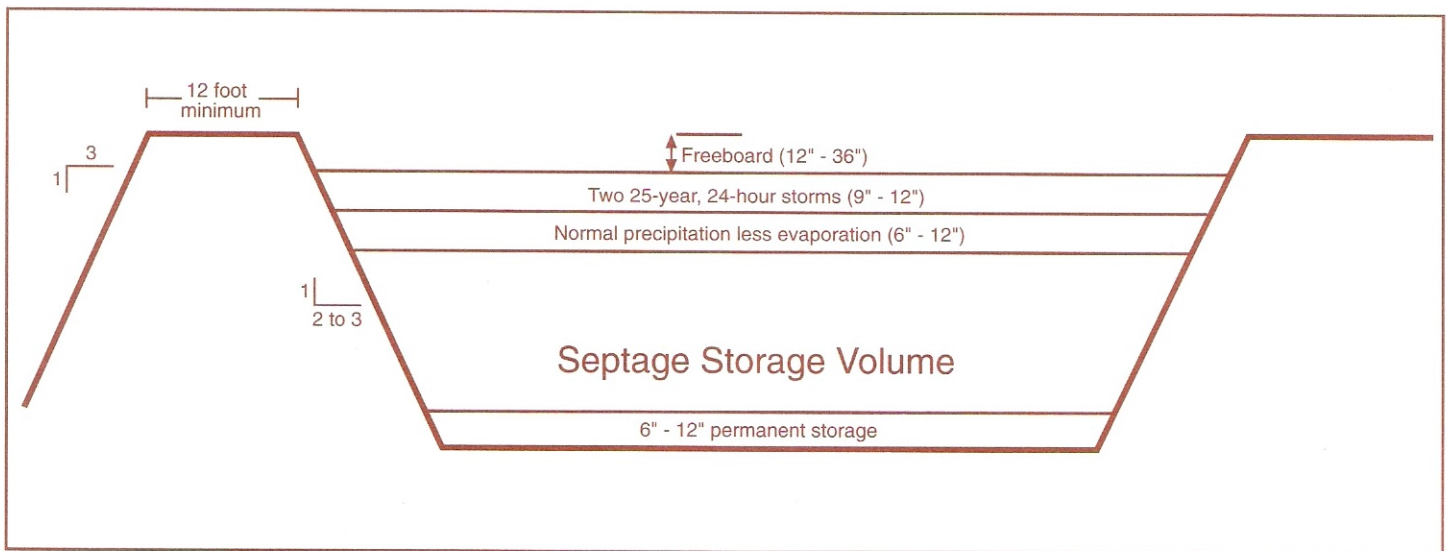 12 foot
minimum
3
1
Freeboard (12" - 36")
Two 25-year, 24-hour storms (9" - 12")
Normal precipitation less evaporation (6" - 12")
1
2 to 3
Septage Storage Volume
6" - 12" permanent storage